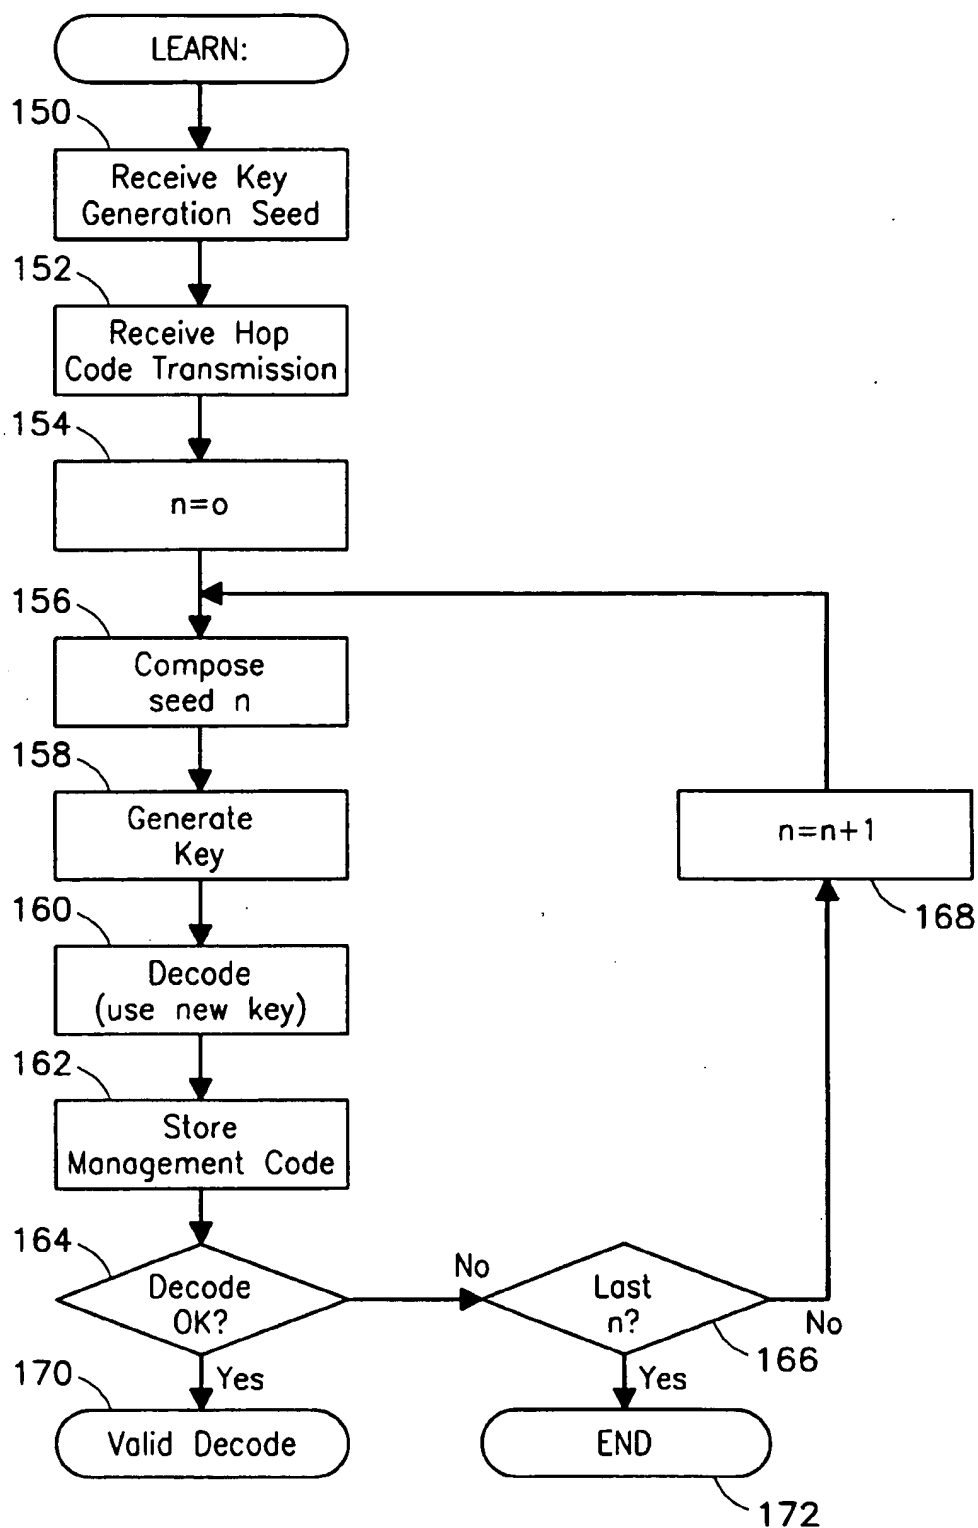 LEARN:
150
Receive Key
Generation Seed
152
Receive Hop
Code Transmission
154
n=o
156
Compose
seed n
158
Generate
Key
n=n+1
168
160
Decode
(use new key)
162
Store
Management Code
164
Decode
OK?
No
Last
n?
No
166
170
Yes
Yes
Valid Decode
END
172